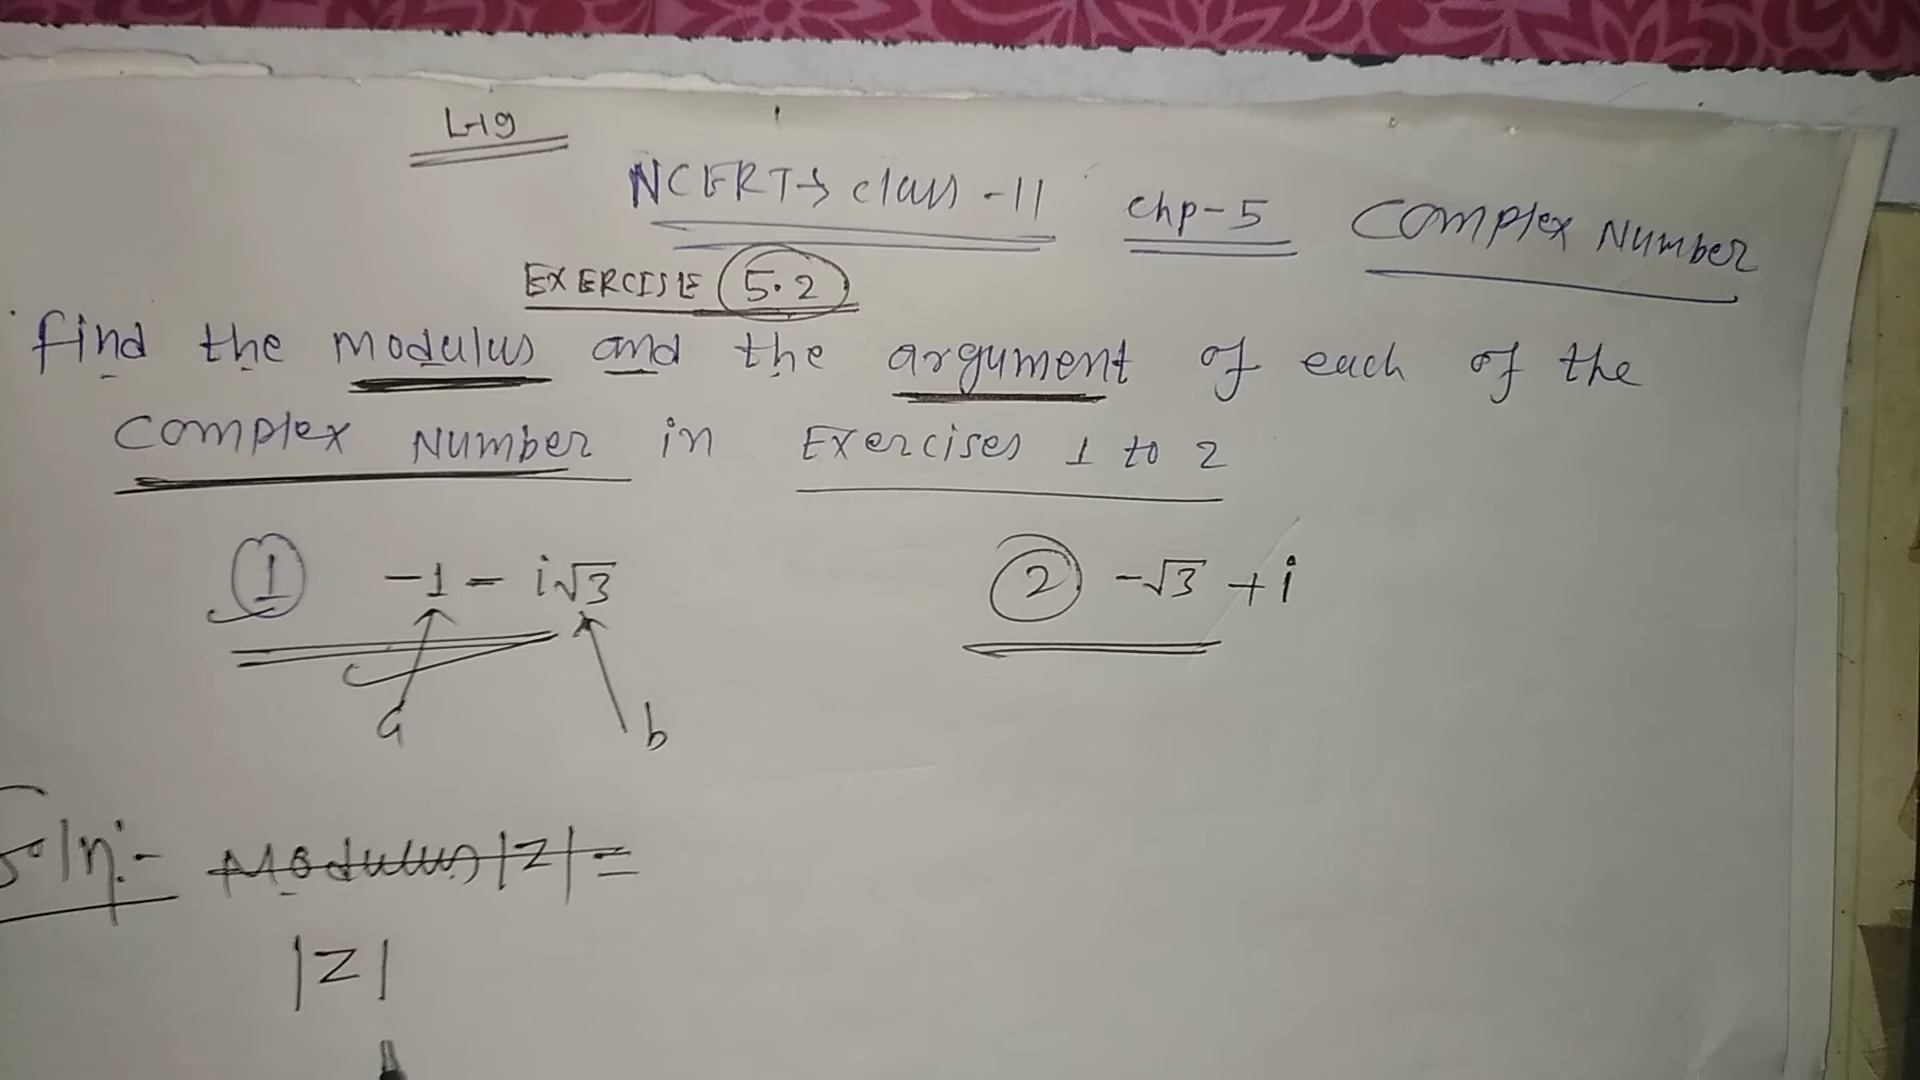 L-19
NCERT → class - 11 chp-5 Complex Number
EXERCISE 5.2
find the modulus and the argument of each of the
Complex Number in Exercises 1 to 2
① -1 - i√3 ② -√3 + i
a b
Soln:- Modulus |Z| =
|Z|